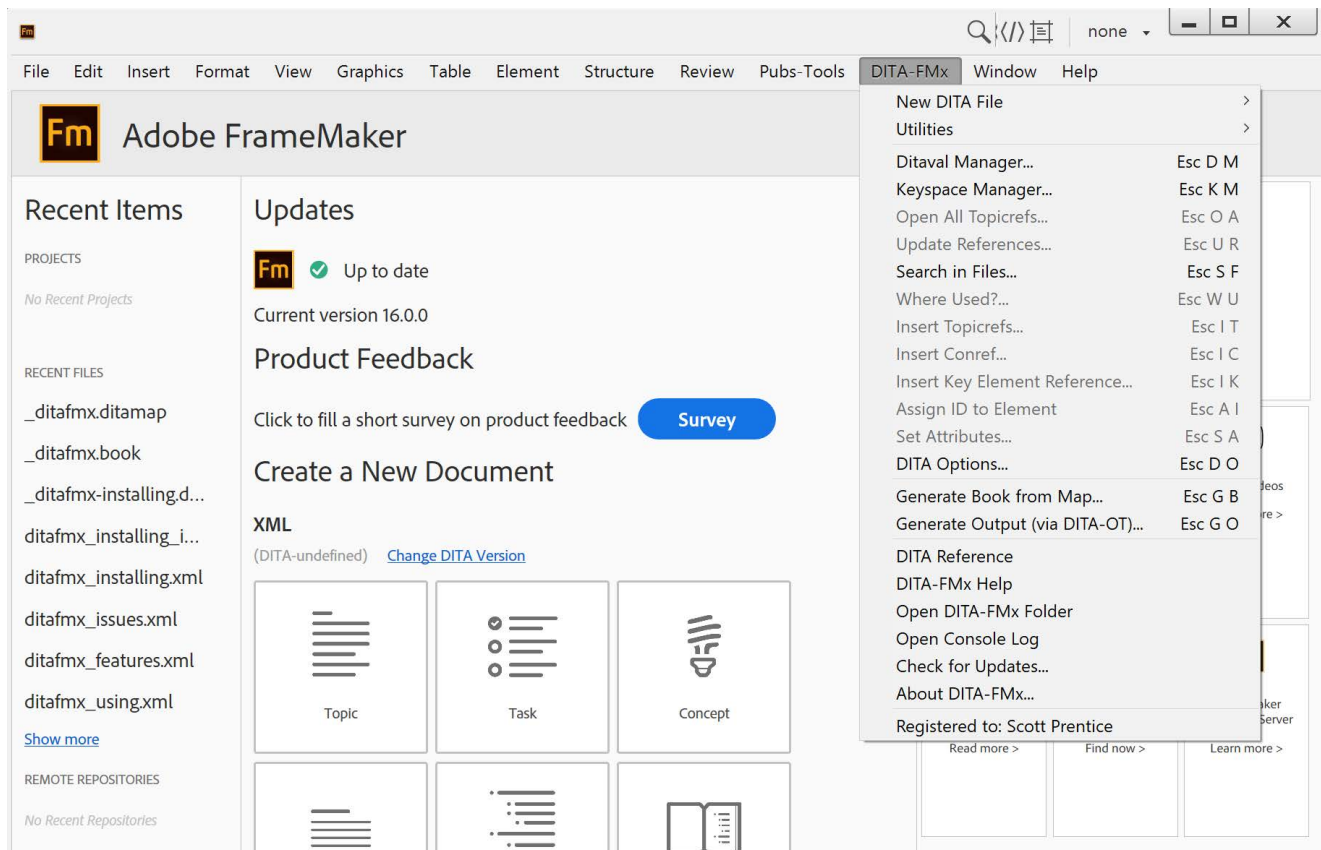 Fm
none
File Edit Insert Format View Graphics Table Element Structure Review Pubs-Tools DITA-FMx Window Help
Fm Adobe FrameMaker
Recent Items
PROJECTS
No Recent Projects
RECENT FILES
_ditafmx.ditamap
_ditafmx.book
_ditafmx-installing.d...
ditafmx_installing_i...
ditafmx_installing.xml
ditafmx_issues.xml
ditafmx_features.xml
ditafmx_using.xml
Show more
REMOTE REPOSITORIES
No Recent Repositories
Updates
Fm Up to date
Current version 16.0.0
Product Feedback
Click to fill a short survey on product feedback Survey
Create a New Document
XML
(DITA-undefined) Change DITA Version
Topic Task Concept
New DITA File
Utilities
Ditaval Manager... Esc D M
Keyspace Manager... Esc K M
Open All Topicrefs... Esc O A
Update References... Esc U R
Search in Files... Esc S F
Where Used?... Esc W U
Insert Topicrefs... Esc I T
Insert Conref... Esc I C
Insert Key Element Reference... Esc I K
Assign ID to Element Esc A I
Set Attributes... Esc S A
DITA Options... Esc D O
Generate Book from Map... Esc G B
Generate Output (via DITA-OT)... Esc G O
DITA Reference
DITA-FMx Help
Open DITA-FMx Folder
Open Console Log
Check for Updates...
About DITA-FMx...
Registered to: Scott Prentice
Server
Read more > Find now > Learn more >